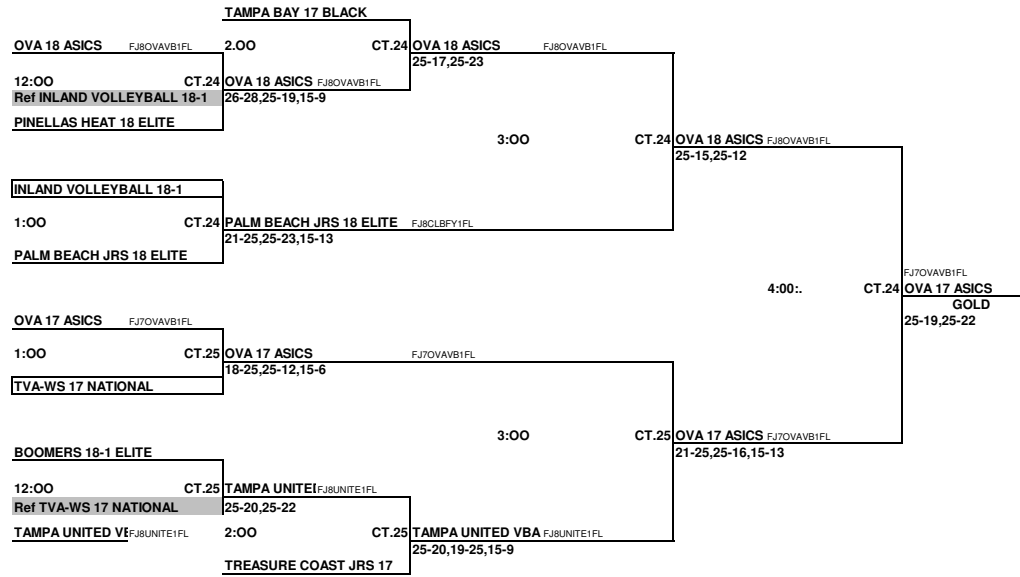 TAMPA BAY 17 BLACK
OVA 18 ASICS FJ8OVAVB1FL 2.OO CT.24 OVA 18 ASICS FJ8OVAVB1FL
25-17,25-23
12:OO CT.24 OVA 18 ASICS FJ8OVAVB1FL
Ref INLAND VOLLEYBALL 18-1 26-28,25-19,15-9
PINELLAS HEAT 18 ELITE
3:OO CT.24 OVA 18 ASICS FJ8OVAVB1FL
25-15,25-12
INLAND VOLLEYBALL 18-1
1:OO CT.24 PALM BEACH JRS 18 ELITE FJ8CLBFY1FL
21-25,25-23,15-13
PALM BEACH JRS 18 ELITE
FJ7OVAVB1FL
4:00:. CT.24 OVA 17 ASICS
GOLD
OVA 17 ASICS FJ7OVAVB1FL 25-19,25-22
1:OO CT.25 OVA 17 ASICS FJ7OVAVB1FL
18-25,25-12,15-6
TVA-WS 17 NATIONAL
3:OO CT.25 OVA 17 ASICS FJ7OVAVB1FL
BOOMERS 18-1 ELITE 21-25,25-16,15-13
12:OO CT.25 TAMPA UNITE FJ8UNITE1FL
Ref TVA-WS 17 NATIONAL 25-20,25-22
TAMPA UNITED VB FJ8UNITE1FL 2:OO CT.25 TAMPA UNITED VBA FJ8UNITE1FL
25-20,19-25,15-9
TREASURE COAST JRS 17